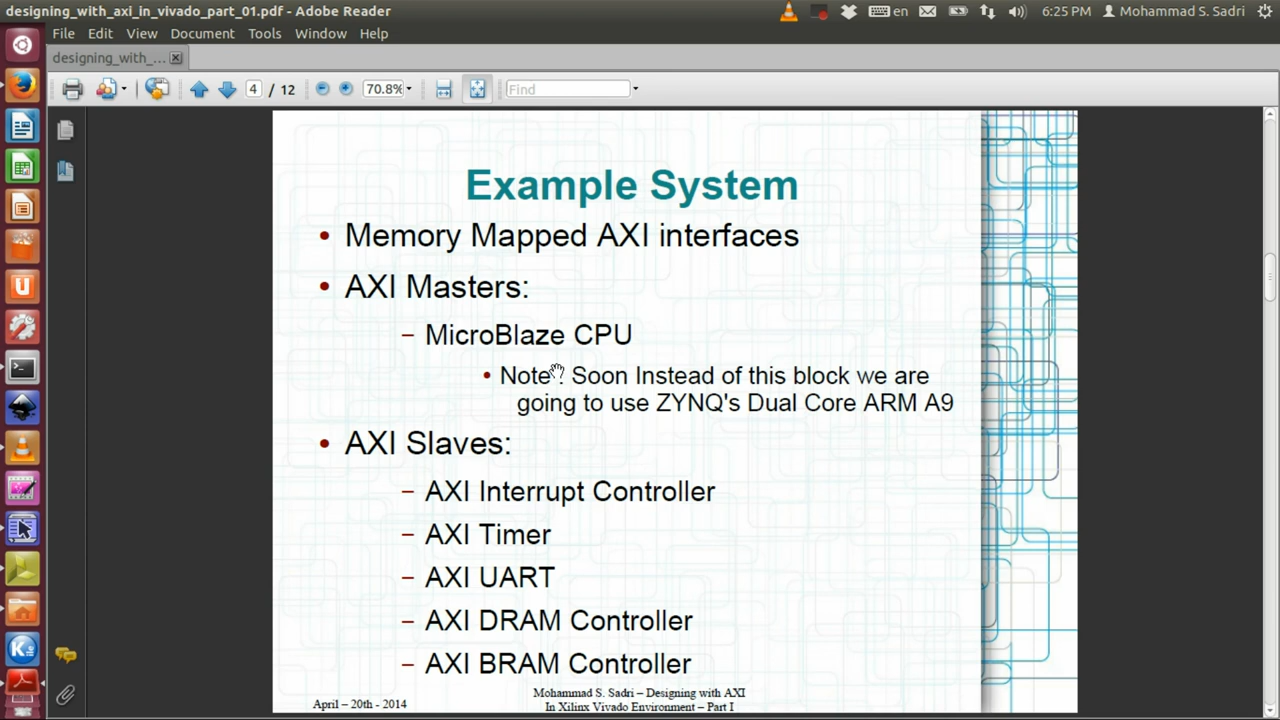 designing_with_axi_in_vivado_part_01.pdf - Adobe Reader
en
6:25 PM
Mohammad S. Sadri
File Edit View Document Tools Window Help
designing_with_...
4 / 12
70.8%
Find
Example System
• Memory Mapped AXI interfaces
• AXI Masters:
– MicroBlaze CPU
• Note ! Soon Instead of this block we are
going to use ZYNQ's Dual Core ARM A9
• AXI Slaves:
– AXI Interrupt Controller
– AXI Timer
– AXI UART
– AXI DRAM Controller
– AXI BRAM Controller
April – 20th - 2014
Mohammad S. Sadri – Designing with AXI
In Xilinx Vivado Environment – Part I